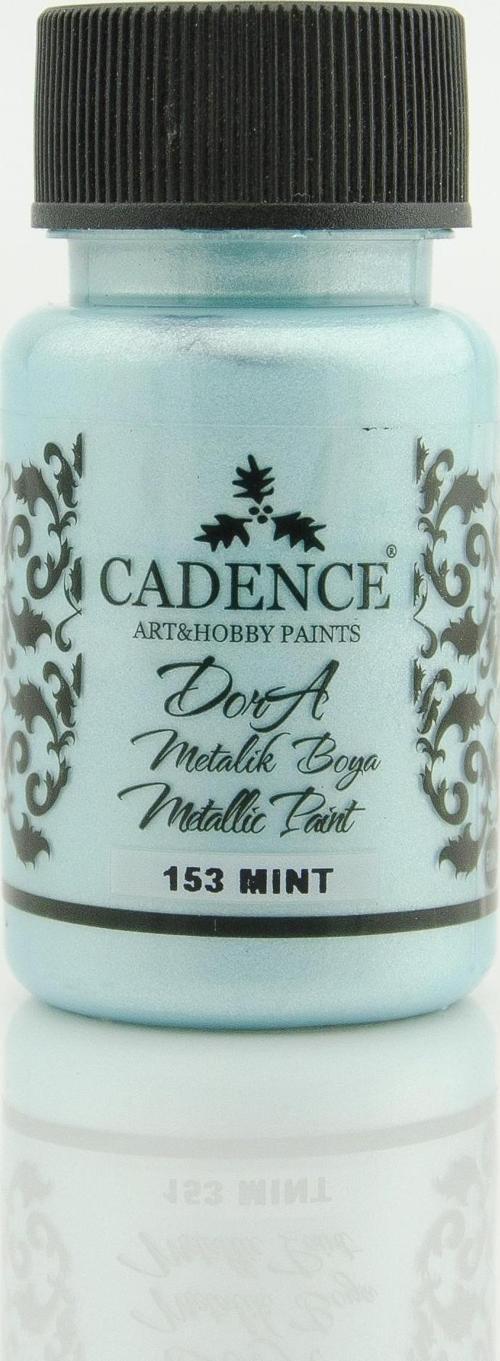 CADENCE®
ART&HOBBY PAINTS
DorA
Metalik Boya
Metallic Paint
153 MINT